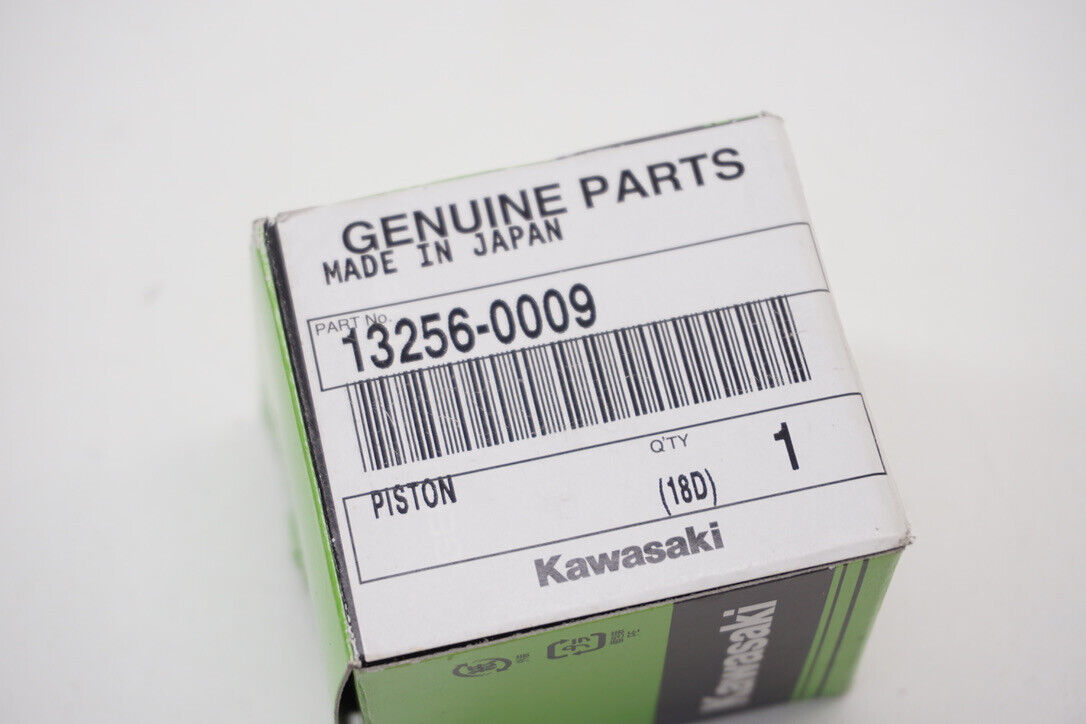 GENUINE PARTS
MADE IN JAPAN
PART No.
13256-0009
PISTON
Q'TY
(18D)
1
Kawasaki
Kawasaki